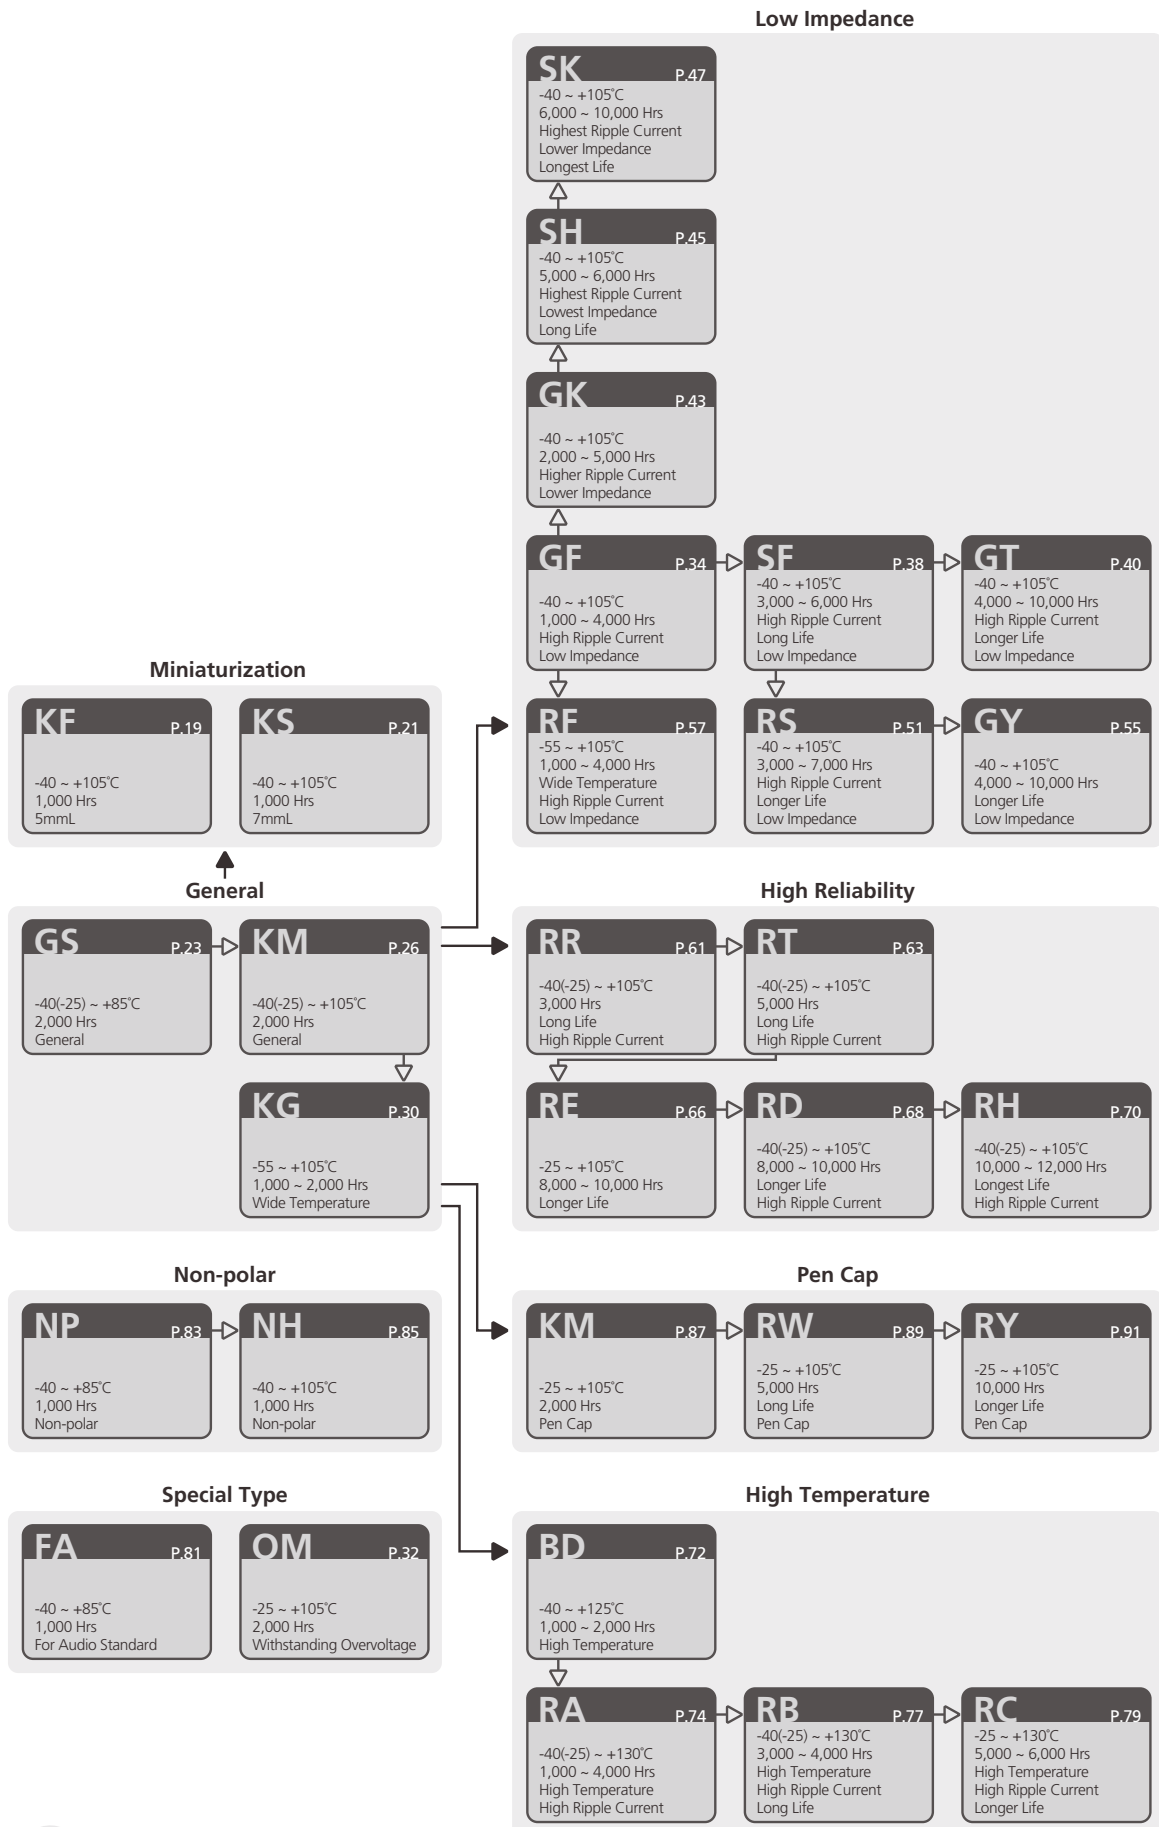 Low Impedance
SK P.47
-40 ~ +105˚C
6,000 ~ 10,000 Hrs
Highest Ripple Current
Lower Impedance
Longest Life
SH P.45
-40 ~ +105˚C
5,000 ~ 6,000 Hrs
Highest Ripple Current
Lowest Impedance
Long Life
GK P.43
-40 ~ +105˚C
2,000 ~ 5,000 Hrs
Higher Ripple Current
Lower Impedance
GF P.34
-40 ~ +105˚C
1,000 ~ 4,000 Hrs
High Ripple Current
Low Impedance
SF P.38
-40 ~ +105˚C
3,000 ~ 6,000 Hrs
High Ripple Current
Long Life
Low Impedance
GT P.40
-40 ~ +105˚C
4,000 ~ 10,000 Hrs
High Ripple Current
Longer Life
Low Impedance
RF P.57
-55 ~ +105˚C
1,000 ~ 4,000 Hrs
Wide Temperature
High Ripple Current
Low Impedance
RS P.51
-40 ~ +105˚C
3,000 ~ 7,000 Hrs
High Ripple Current
Longer Life
Low Impedance
GY P.55
-40 ~ +105˚C
4,000 ~ 10,000 Hrs
Longer Life
Low Impedance
Miniaturization
KF P.19
-40 ~ +105˚C
1,000 Hrs
5mmL
KS P.21
-40 ~ +105˚C
1,000 Hrs
7mmL
General
GS P.23
-40(-25) ~ +85˚C
2,000 Hrs
General
KM P.26
-40(-25) ~ +105˚C
2,000 Hrs
General
KG P.30
-55 ~ +105˚C
1,000 ~ 2,000 Hrs
Wide Temperature
High Reliability
RR P.61
-40(-25) ~ +105˚C
3,000 Hrs
Long Life
High Ripple Current
RT P.63
-40(-25) ~ +105˚C
5,000 Hrs
Long Life
High Ripple Current
RE P.66
-25 ~ +105˚C
8,000 ~ 10,000 Hrs
Longer Life
RD P.68
-40(-25) ~ +105˚C
8,000 ~ 10,000 Hrs
Longer Life
High Ripple Current
RH P.70
-40(-25) ~ +105˚C
10,000 ~ 12,000 Hrs
Longest Life
High Ripple Current
Non-polar
NP P.83
-40 ~ +85˚C
1,000 Hrs
Non-polar
NH P.85
-40 ~ +105˚C
1,000 Hrs
Non-polar
Pen Cap
KM P.87
-25 ~ +105˚C
2,000 Hrs
Pen Cap
RW P.89
-25 ~ +105˚C
5,000 Hrs
Long Life
Pen Cap
RY P.91
-25 ~ +105˚C
10,000 Hrs
Longer Life
Pen Cap
Special Type
FA P.81
-40 ~ +85˚C
1,000 Hrs
For Audio Standard
OM P.32
-25 ~ +105˚C
2,000 Hrs
Withstanding Overvoltage
High Temperature
BD P.72
-40 ~ +125˚C
1,000 ~ 2,000 Hrs
High Temperature
RA P.74
-40(-25) ~ +130˚C
1,000 ~ 4,000 Hrs
High Temperature
High Ripple Current
RB P.77
-40(-25) ~ +130˚C
3,000 ~ 4,000 Hrs
High Temperature
High Ripple Current
Long Life
RC P.79
-25 ~ +130˚C
5,000 ~ 6,000 Hrs
High Temperature
High Ripple Current
Longer Life